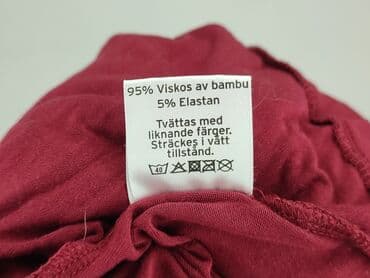 95% Viskos av bambu
5% Elastan
Tvättas med
liknande färger.
Sträckes i vått
tillstånd.
40